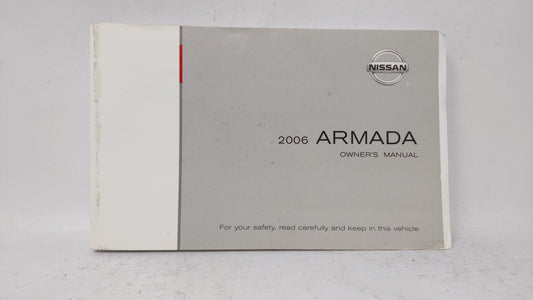 NISSAN
2006 ARMADA
OWNER'S MANUAL
For your safety, read carefully and keep in this vehicle.